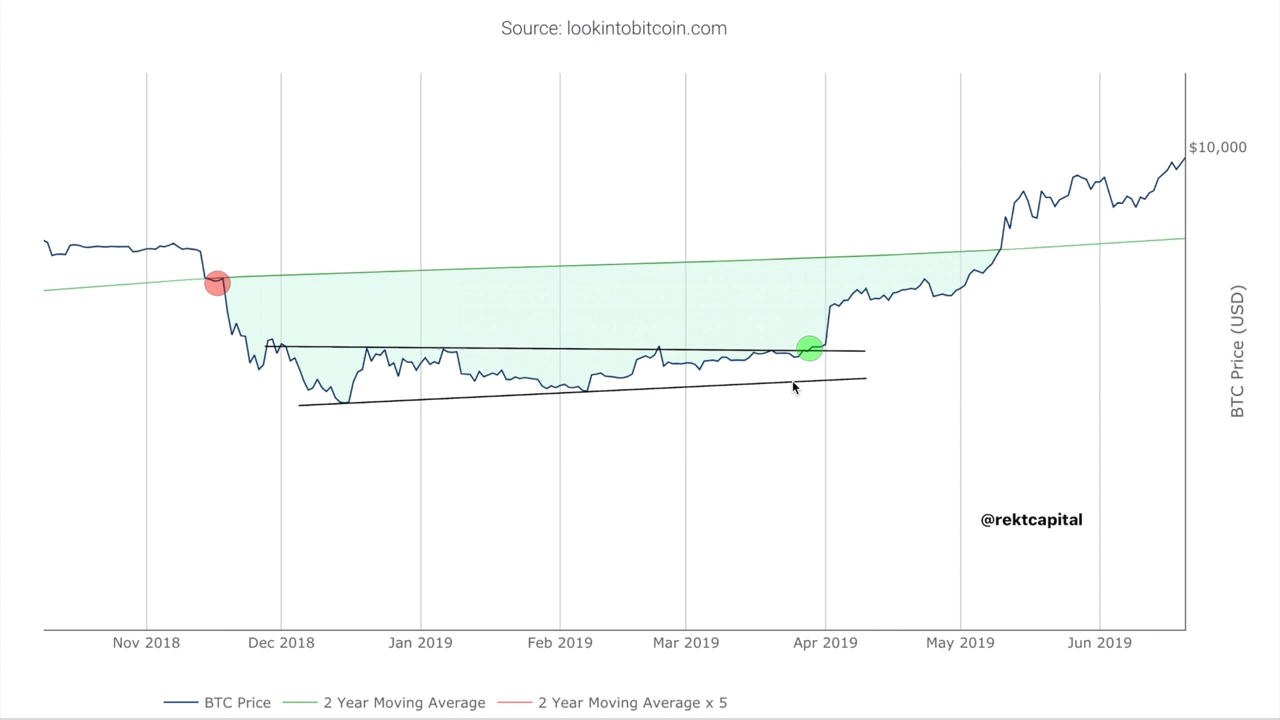 Source: lookintobitcoin.com
$10,000
BTC Price (USD)
@rektcapital
Nov 2018 Dec 2018 Jan 2019 Feb 2019 Mar 2019 Apr 2019 May 2019 Jun 2019
BTC Price 2 Year Moving Average 2 Year Moving Average x 5